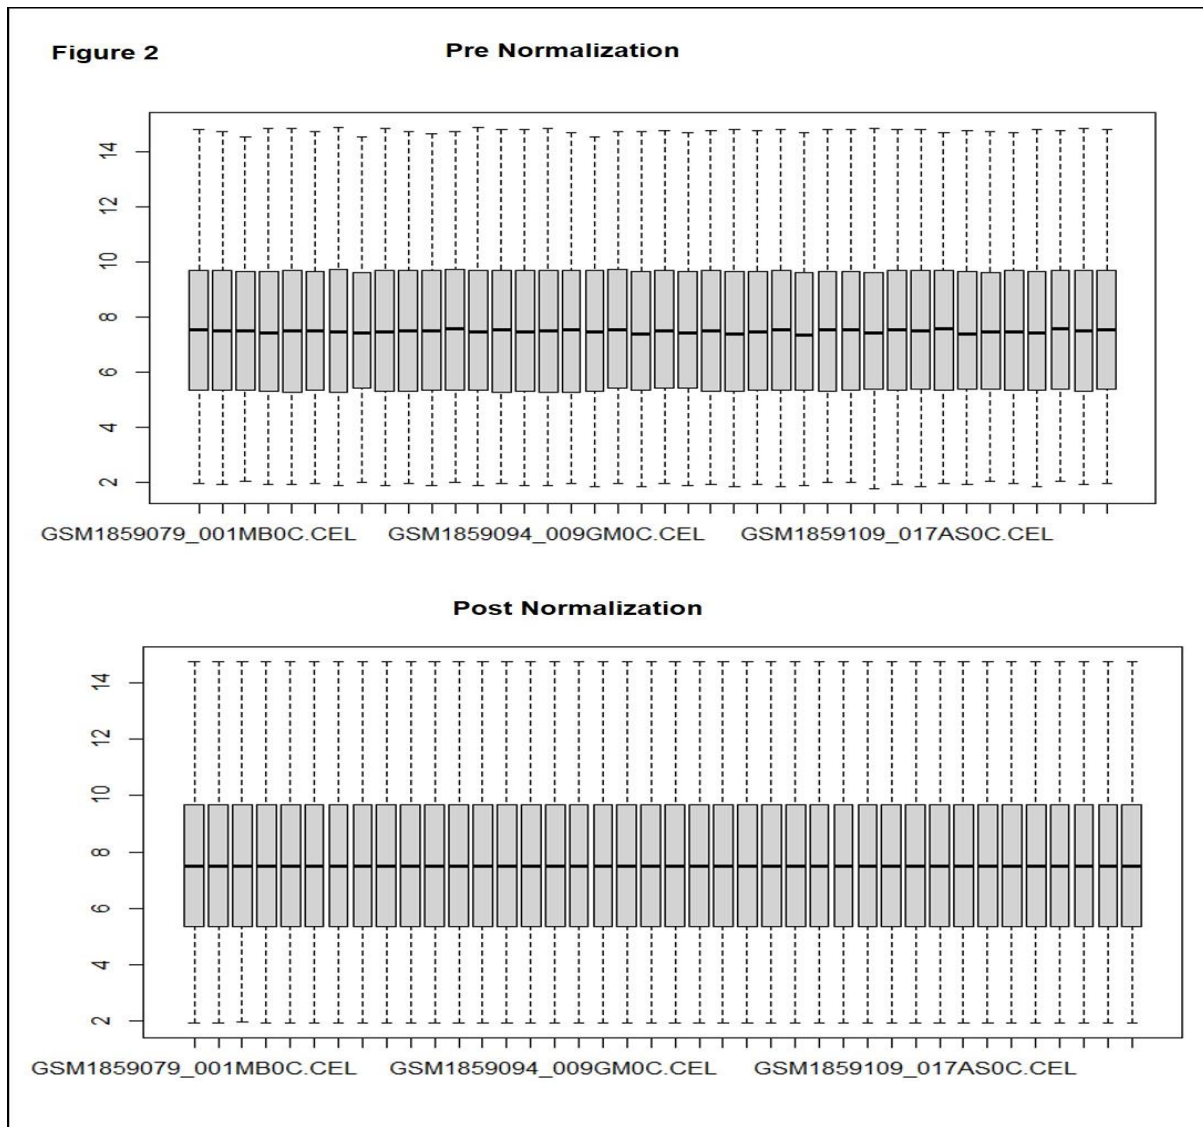 Figure 2
Pre Normalization
14
12
10
8
6
4
2
GSM1859079_001MB0C.CEL GSM1859094_009GM0C.CEL GSM1859109_017AS0C.CEL
Post Normalization
14
12
10
8
6
4
2
GSM1859079_001MB0C.CEL GSM1859094_009GM0C.CEL GSM1859109_017AS0C.CEL